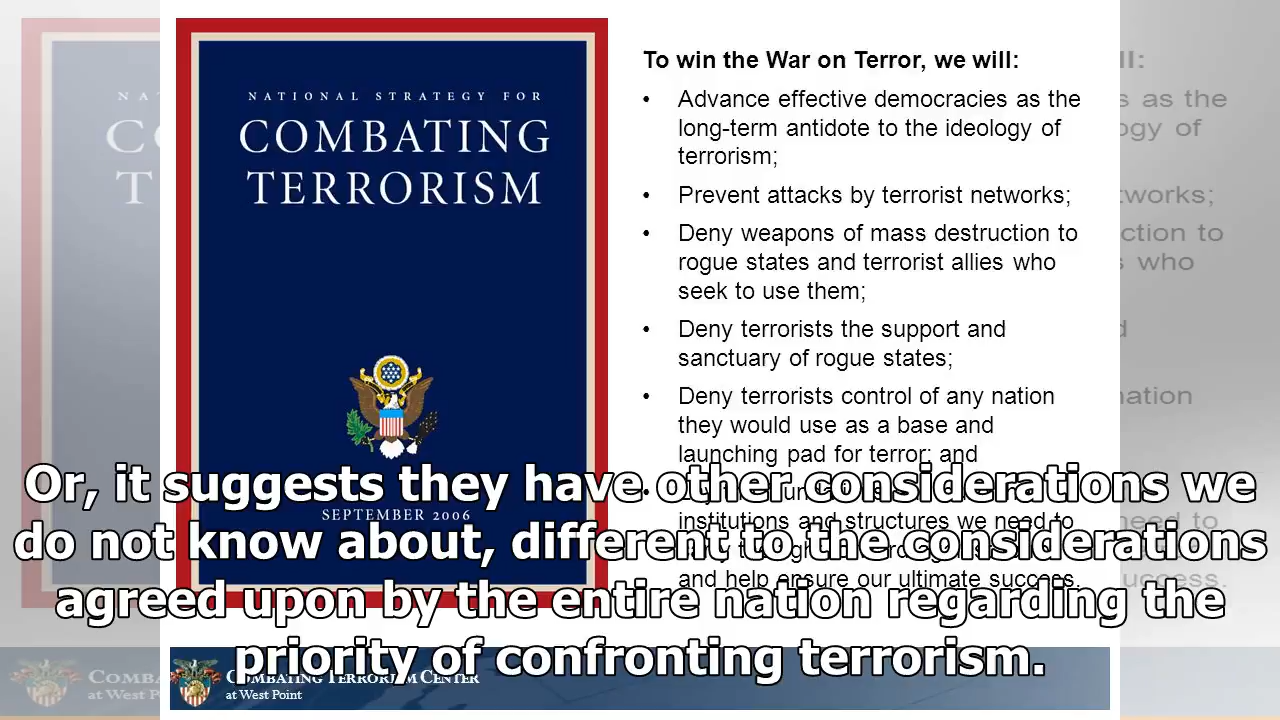 NATIONAL STRATEGY FOR
COMBATING
TERRORISM
SEPTEMBER 2006
To win the War on Terror, we will:
• Advance effective democracies as the
long-term antidote to the ideology of
terrorism;
• Prevent attacks by terrorist networks;
• Deny weapons of mass destruction to
rogue states and terrorist allies who
seek to use them;
• Deny terrorists the support and
sanctuary of rogue states;
• Deny terrorists control of any nation
they would use as a base and
launching pad for terror; and
institutions and structures we need to
and help ensure our ultimate success.
Or, it suggests they have other considerations we
do not know about, different to the considerations
agreed upon by the entire nation regarding the
priority of confronting terrorism.
COMBATING TERRORISM CENTER
at West Point